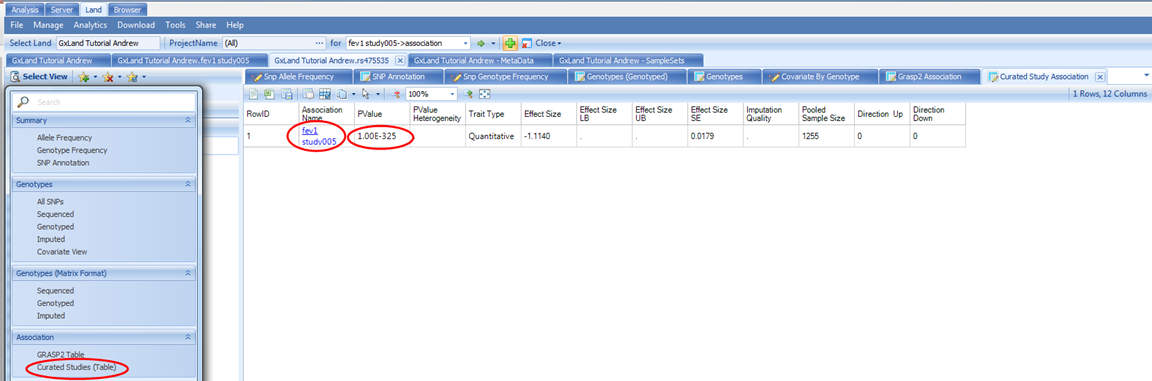 Analysis Server Land Browser
File Manage Analytics Download Tools Share Help
Select Land GxLand Tutorial Andrew ProjectName (All) ... for fev1 study005->association Close
GxLand Tutorial Andrew GxLand Tutorial Andrew.fev1 study005 GxLand Tutorial Andrew.rs475535 GxLand Tutorial Andrew - MetaData GxLand Tutorial Andrew - SampleSets
Select View
Snp Allele Frequency SNP Annotation Snp Genotype Frequency Genotypes (Genotyped) Genotypes Covariate By Genotype Grasp2 Association Curated Study Association
100% 1 Rows, 12 Columns
Search
Summary
Allele Frequency
Genotype Frequency
SNP Annotation
Genotypes
All SNPs
Sequenced
Genotyped
Imputed
Covariate View
Genotypes (Matrix Format)
Sequenced
Genotyped
Imputed
Association
GRASP2 Table
Curated Studies (Table)
RowID Association Name PValue PValue Heterogeneity Trait Type Effect Size Effect Size LB Effect Size UB Effect Size SE Imputation Quality Pooled Sample Size Direction Up Direction Down
1 fev1 study005 1.00E-325 Quantitative -1.1140 . . 0.0179 . 1255 0 0